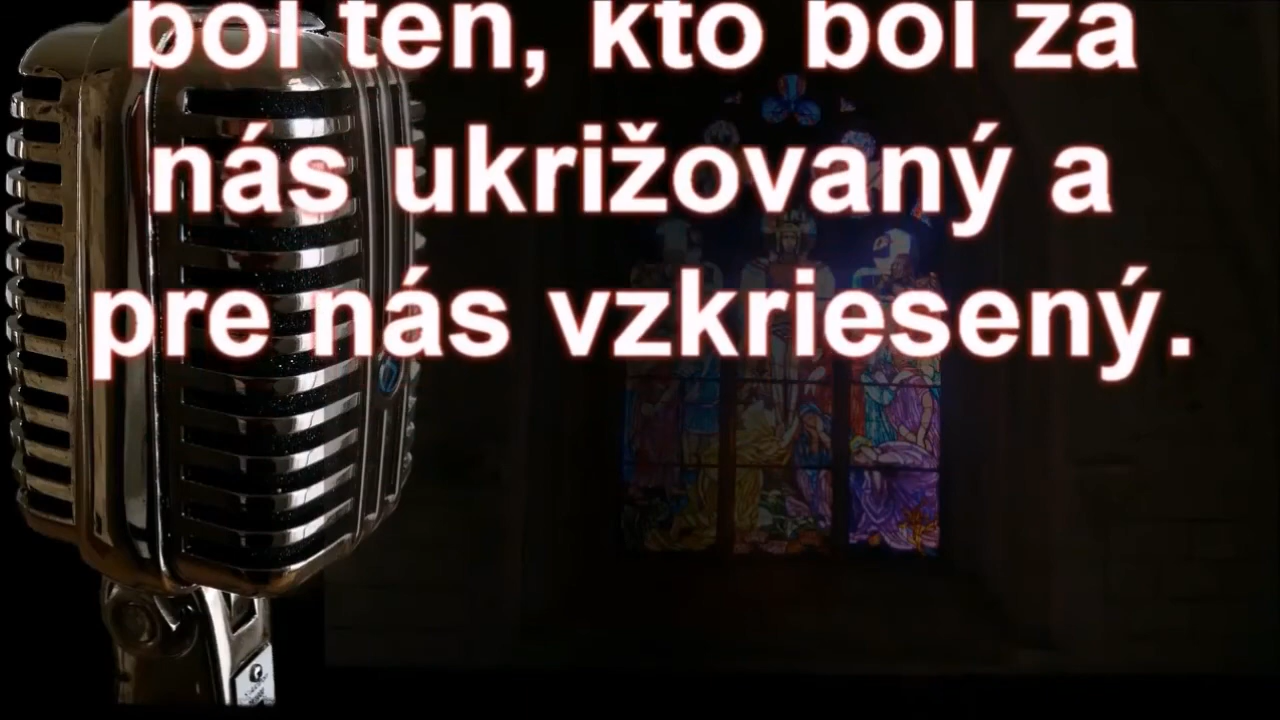 bol ten, kto bol za
nás ukrižovaný a
pre nás vzkriesený.